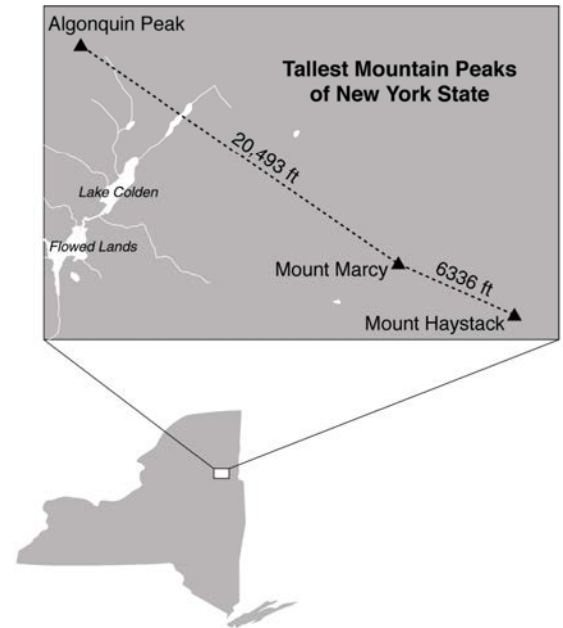 Algonquin Peak
Tallest Mountain Peaks
of New York State
20,493 ft
Lake Colden
Flowed Lands
Mount Marcy
6336 ft
Mount Haystack